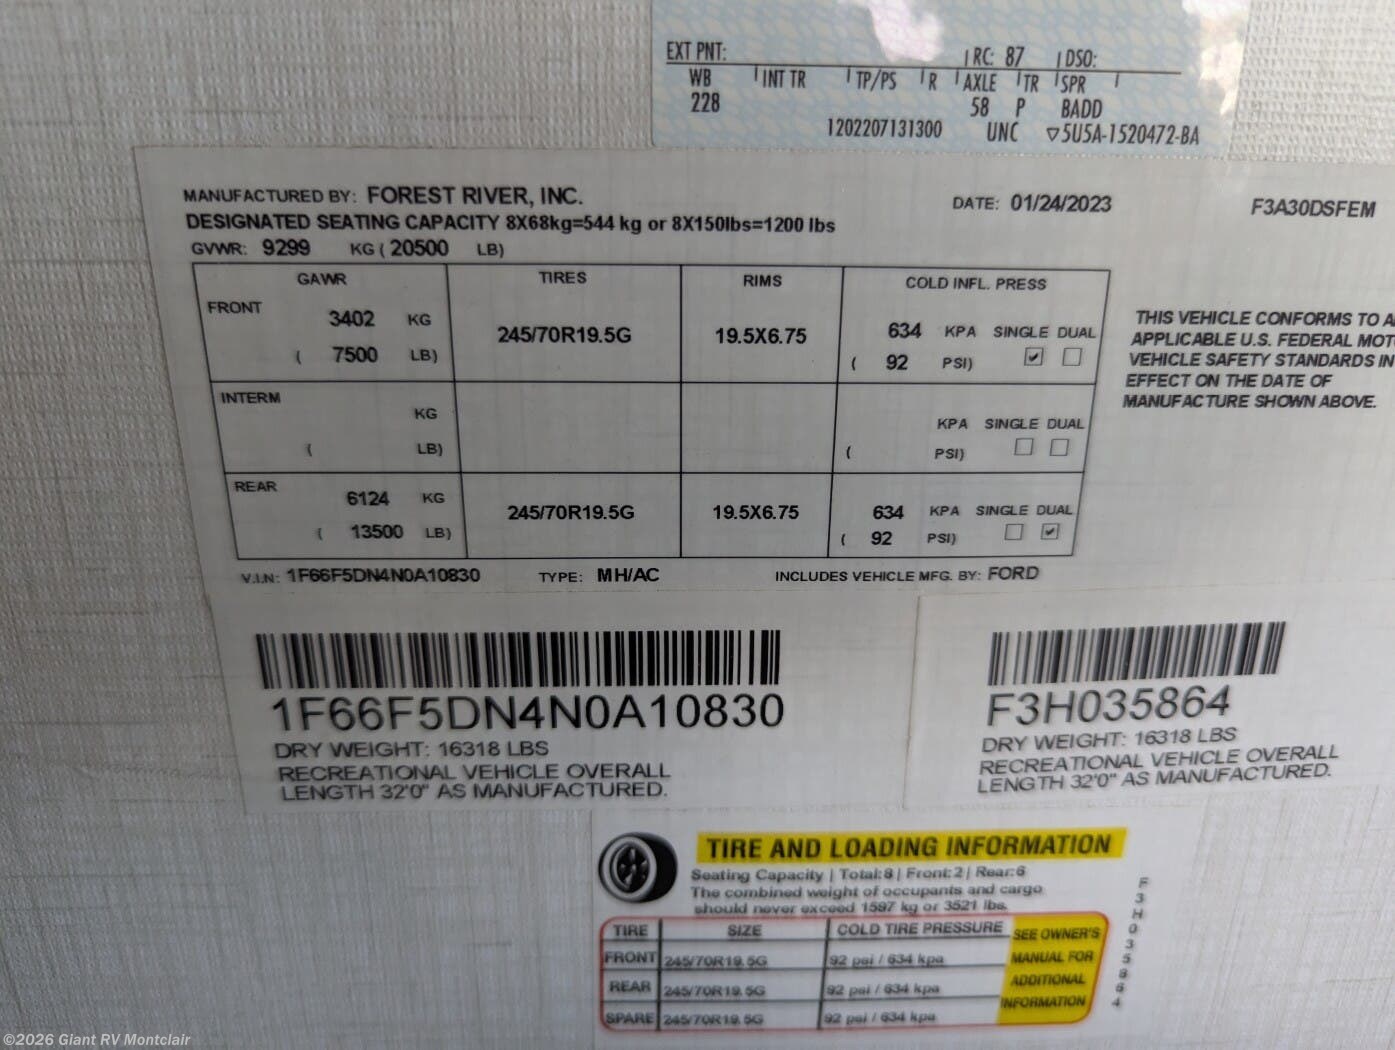 EXT PNT: RC: 87 DSO:
WB INT TR TP/PS R AXLE TR SPR
228 58 P BADD
1202207131300 UNC ▽5U5A-1520472-BA
MANUFACTURED BY: FOREST RIVER, INC. DATE: 01/24/2023 F3A30DSFEM
DESIGNATED SEATING CAPACITY 8X68kg=544 kg or 8X150lbs=1200 lbs
GVWR: 9299 KG ( 20500 LB)
GAWR TIRES RIMS COLD INFL. PRESS
FRONT
3402 KG 245/70R19.5G 19.5X6.75 634 KPA SINGLE DUAL
( 7500 LB) ( 92 PSI) ✓
INTERM
KG KPA SINGLE DUAL
( LB) ( PSI)
REAR
6124 KG 245/70R19.5G 19.5X6.75 634 KPA SINGLE DUAL
( 13500 LB) ( 92 PSI) ✓
THIS VEHICLE CONFORMS TO
APPLICABLE U.S. FEDERAL
VEHICLE SAFETY STANDARDS IN
EFFECT ON THE DATE OF
MANUFACTURE SHOWN ABOVE.
V.I.N: 1F66F5DN4N0A10830 TYPE: MH/AC INCLUDES VEHICLE MFG. BY: FORD
1F66F5DN4N0A10830
DRY WEIGHT: 16318 LBS
RECREATIONAL VEHICLE OVERALL
LENGTH 32'0" AS MANUFACTURED.
F3H035864
DRY WEIGHT: 16318 LBS
RECREATIONAL VEHICLE OVERALL
LENGTH 32'0" AS MANUFACTURED.
TIRE AND LOADING INFORMATION
Seating Capacity | Total:8 | Front:2 | Rear:6
The combined weight of occupants and cargo
should never exceed 1597 kg or 3521 lbs.
TIRE SIZE COLD TIRE PRESSURE
FRONT 245/70R19.5G 92 psi / 634 kpa
REAR 245/70R19.5G 92 psi / 634 kpa
SPARE 245/70R19.5G 92 psi / 634 kpa
SEE OWNER'S
MANUAL FOR
ADDITIONAL
INFORMATION
F3H035864
©2026 Giant RV Montclair